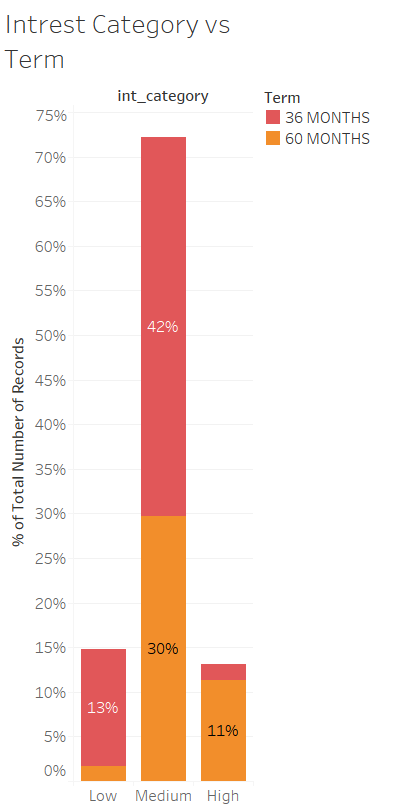 Intrest Category vs
Term
int_category
Term
36 MONTHS
60 MONTHS
% of Total Number of Records
75%
70%
65%
60%
55%
50%
45%
40%
35%
30%
25%
20%
15%
10%
5%
0%
42%
30%
13%
11%
Low
Medium
High